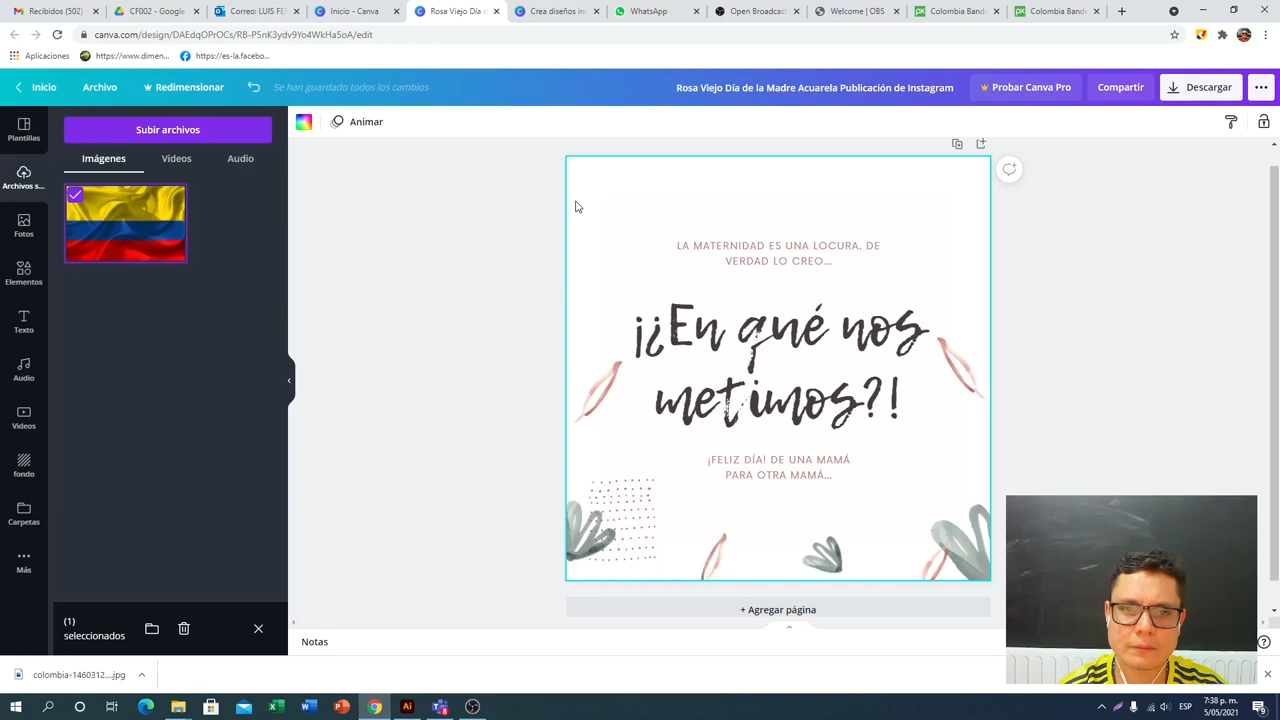 Recibidos (502)
CF002 - Google
Correo: LUIS FEF
Inicio - Canva
Rosa Viejo Día d
Crea diseños inc
WhatsApp
Open Broadcast
Welcome | OBS
Colombia Bande
Colombia Bande
canva.com/design/DAEdqOPrOCs/RB-P5nK3ydv9Yo4WkHa5oA/edit
Aplicaciones
https://www.dimen...
https://es-la.facebo...
Inicio
Archivo
Redimensionar
Se han guardado todos los cambios
Rosa Viejo Día de la Madre Acuarela Publicación de Instagram
Probar Canva Pro
Compartir
Descargar
Plantillas
Archivos s...
Fotos
Elementos
Texto
Audio
Videos
fondo
Carpetas
Más
Subir archivos
Imágenes
Videos
Audio
Animar
LA MATERNIDAD ES UNA LOCURA. DE
VERDAD LO CREO...
¡¿En qué nos
metimos?!
¡FELIZ DÍA! DE UNA MAMÁ
PARA OTRA MAMÁ...
+ Agregar página
(1)
seleccionados
Notas
colombia-1460312....jpg
ESP
7:38 p. m.
5/05/2021